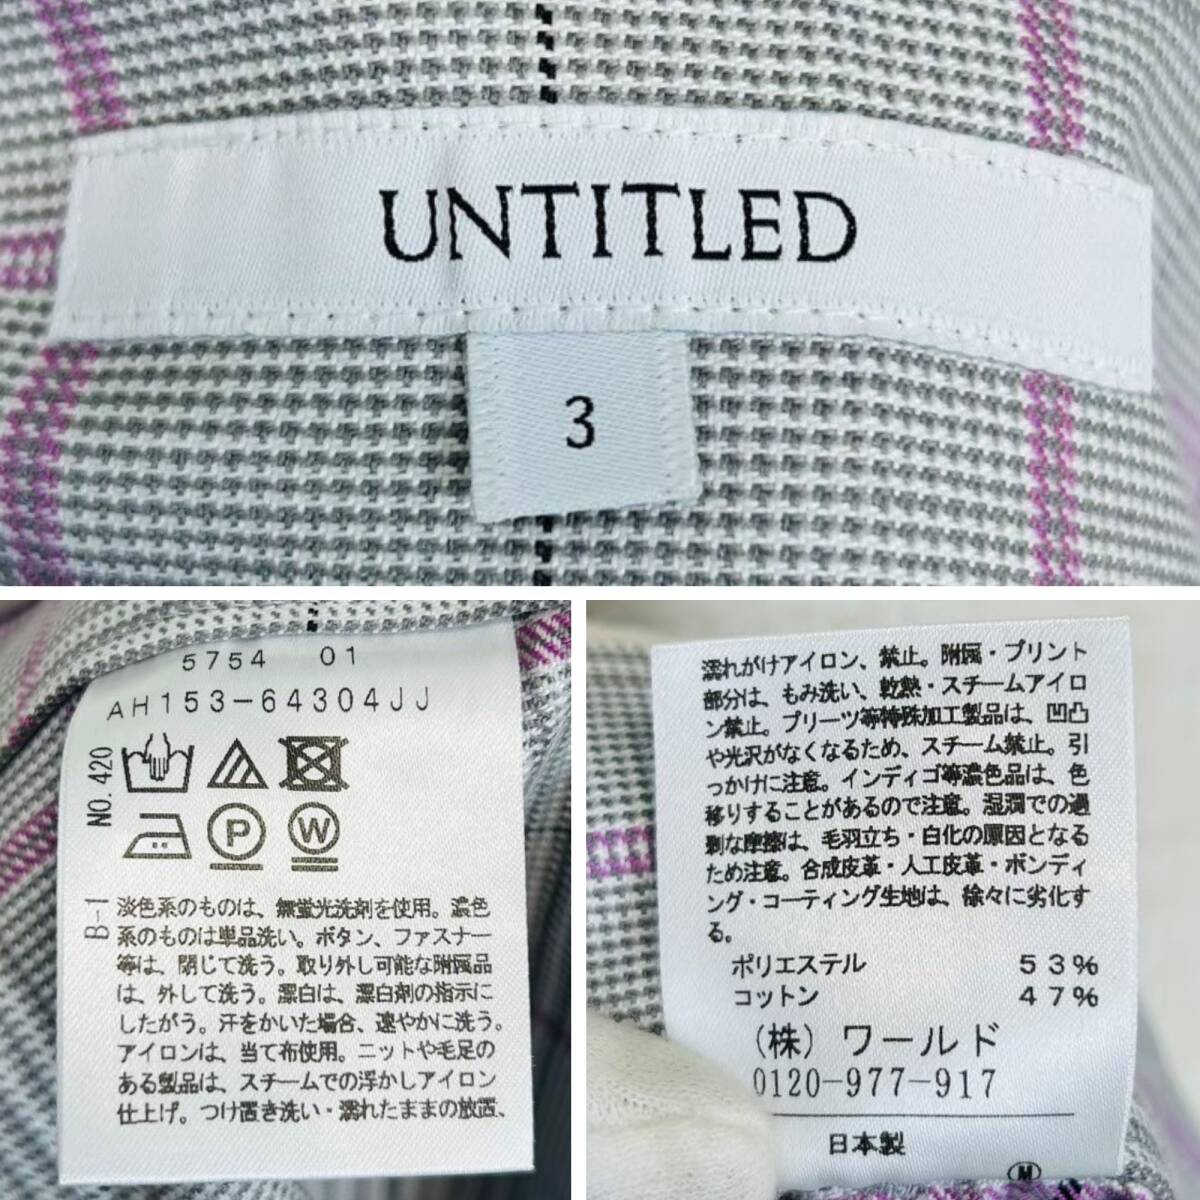 UNTITLED
3
5754 01
AH153-64304JJ
NO.420
P W
B-1
淡色系のものは、無蛍光洗剤を使用。濃色
系のものは単品洗い。ボタン、ファスナー
等は、閉じて洗う。取り外し可能な附属品
は、外して洗う。漂白は、漂白剤の指示に
したがう。汗をかいた場合、速やかに洗う。
アイロンは、当て布使用。ニットや毛足の
ある製品は、スチームでの浮かしアイロン
仕上げ。つけ置き洗い・濡れたままの放置、
濡れがけアイロン、禁止。附属・プリント
部分は、もみ洗い、乾熱・スチームアイロ
ン禁止。プリーツ等特殊加工製品は、凹凸
や光沢がなくなるため、スチーム禁止。引
っかけに注意。インディゴ等濃色品は、色
移りすることがあるので注意。湿潤での過
剰な摩擦は、毛羽立ち・白化の原因となる
ため注意。合成皮革・人工皮革・ボンディ
ング・コーティング生地は、徐々に劣化す
る。
ポリエステル 53%
コットン 47%
(株) ワールド
0120-977-917
日本製
M